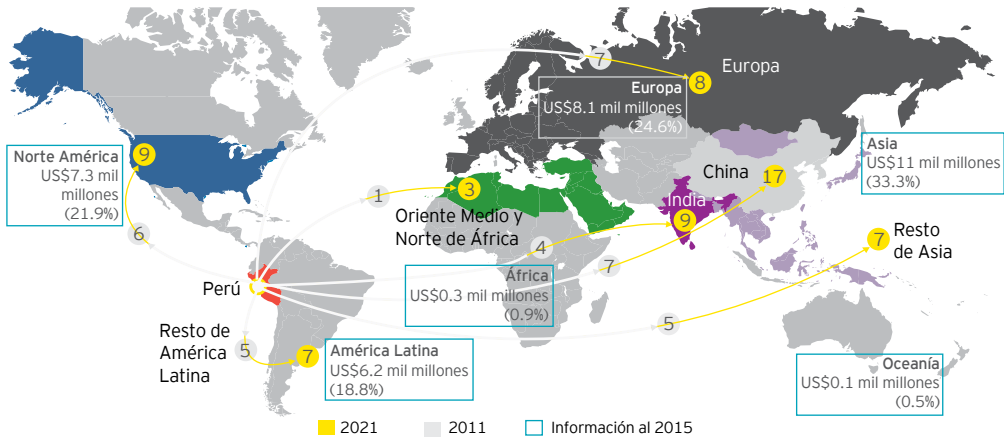 7
Europa
8
Europa
US$8.1 mil millones
(24.6%)
Norte América
US$7.3 mil
millones
(21.9%)
9
6
Asia
US$11 mil millones
(33.3%)
China
17
India
9
1
3
Oriente Medio y
Norte de África
4
7
África
US$0.3 mil millones
(0.9%)
7
Resto
de Asia
Perú
5
Resto de
América
Latina
5
7
América Latina
US$6.2 mil millones
(18.8%)
Oceanía
US$0.1 mil millones
(0.5%)
2021
2011
Información al 2015